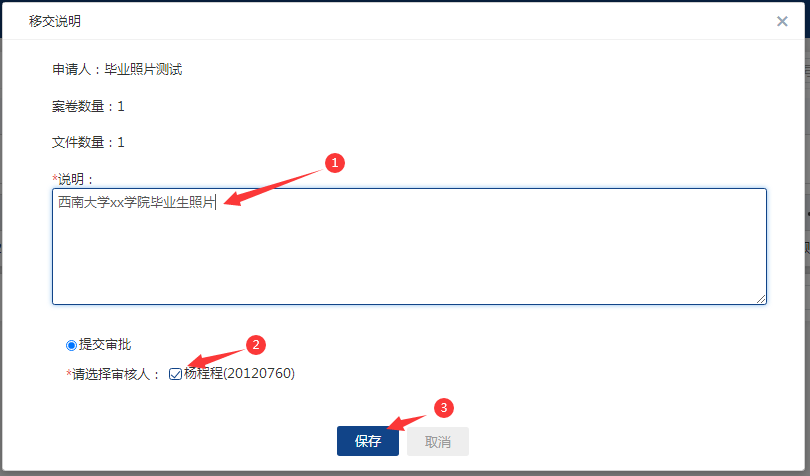 移交说明
申请人：毕业照片测试
案卷数量：1
文件数量：1
1
*说明：
西南大学xx学院毕业生照片
提交审批
2
*请选择审核人： 杨程程(20120760)
3
保存 取消